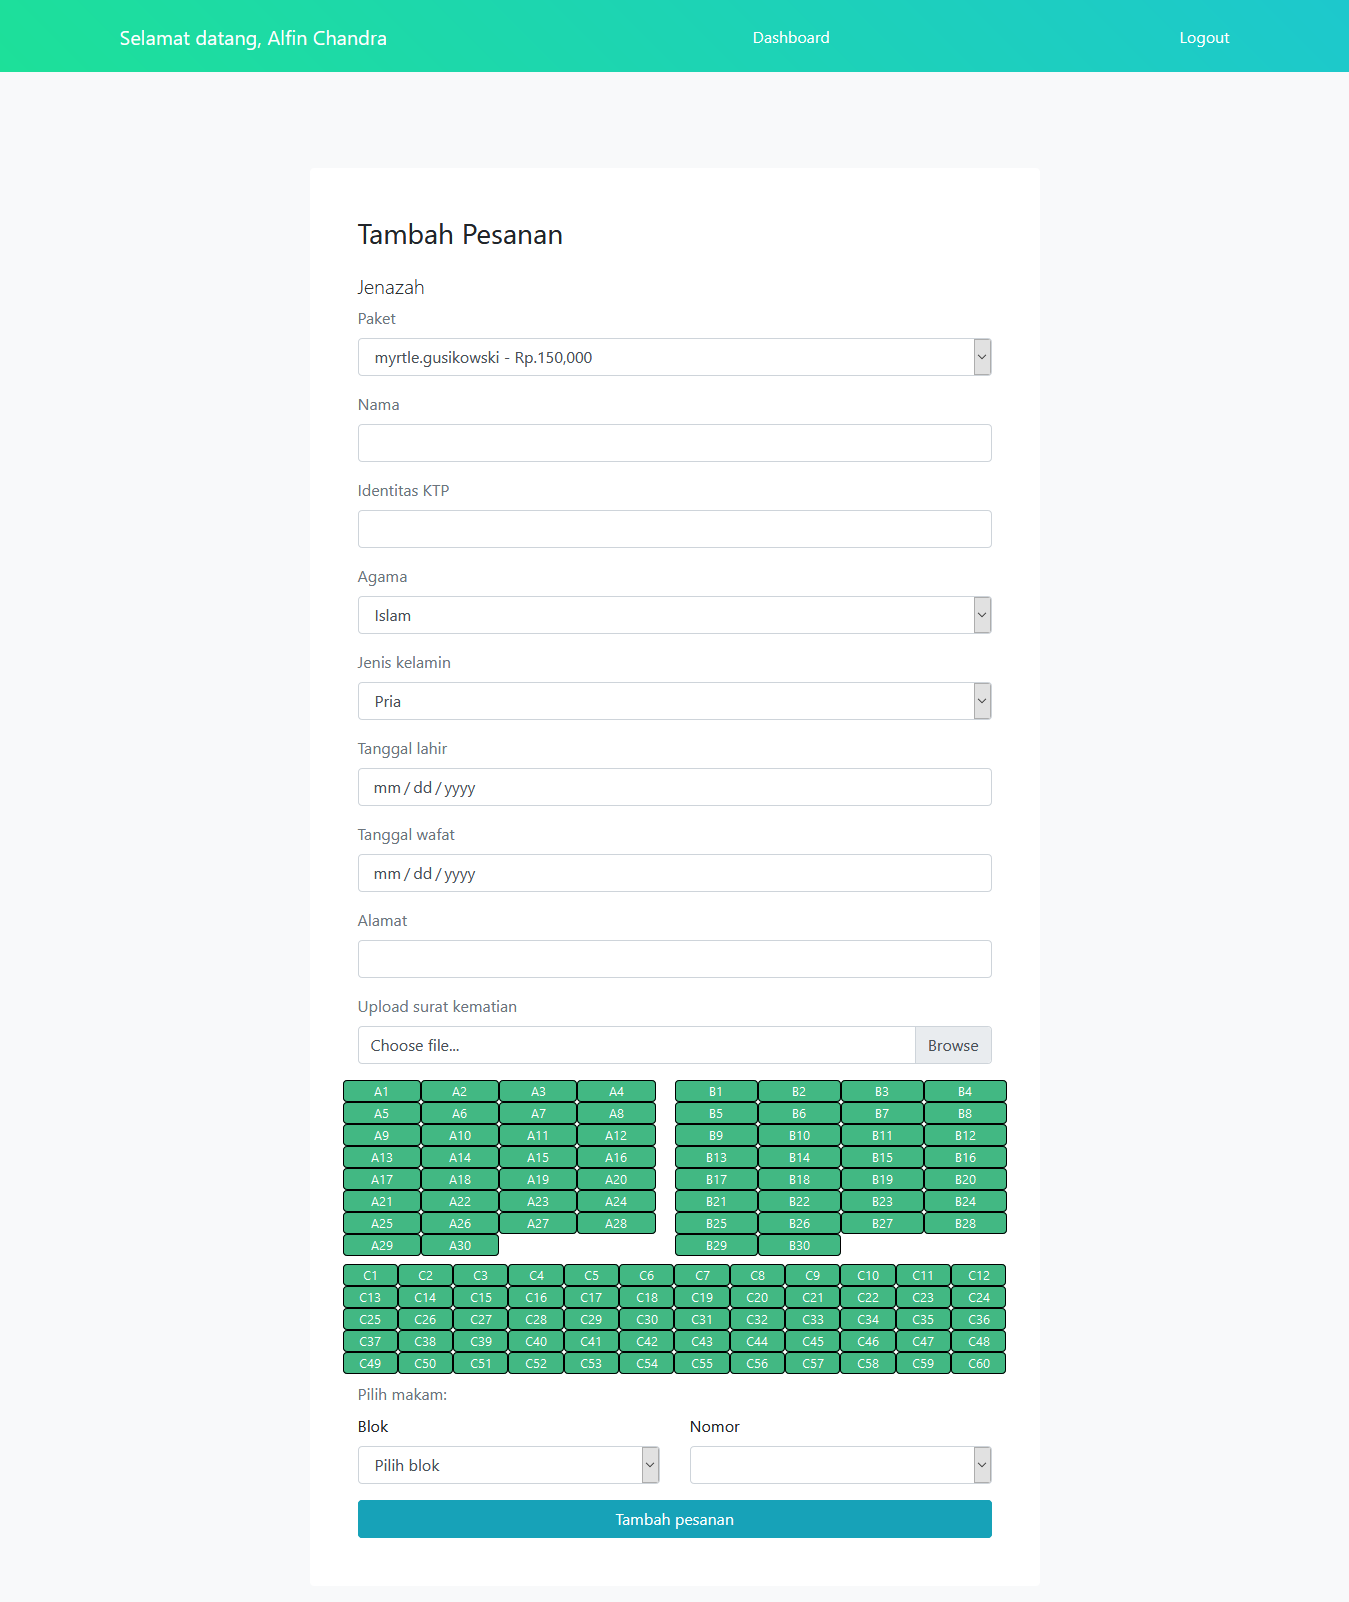 Selamat datang, Alfin Chandra Dashboard Logout
Tambah Pesanan
Jenazah
Paket
myrtle.gusikowski - Rp.150,000
Nama
Identitas KTP
Agama
Islam
Jenis kelamin
Pria
Tanggal lahir
mm / dd / yyyy
Tanggal wafat
mm / dd / yyyy
Alamat
Upload surat kematian
Choose file... Browse
A1 A2 A3 A4 B1 B2 B3 B4
A5 A6 A7 A8 B5 B6 B7 B8
A9 A10 A11 A12 B9 B10 B11 B12
A13 A14 A15 A16 B13 B14 B15 B16
A17 A18 A19 A20 B17 B18 B19 B20
A21 A22 A23 A24 B21 B22 B23 B24
A25 A26 A27 A28 B25 B26 B27 B28
A29 A30 B29 B30
C1 C2 C3 C4 C5 C6 C7 C8 C9 C10 C11 C12
C13 C14 C15 C16 C17 C18 C19 C20 C21 C22 C23 C24
C25 C26 C27 C28 C29 C30 C31 C32 C33 C34 C35 C36
C37 C38 C39 C40 C41 C42 C43 C44 C45 C46 C47 C48
C49 C50 C51 C52 C53 C54 C55 C56 C57 C58 C59 C60
Pilih makam:
Blok Nomor
Pilih blok
Tambah pesanan